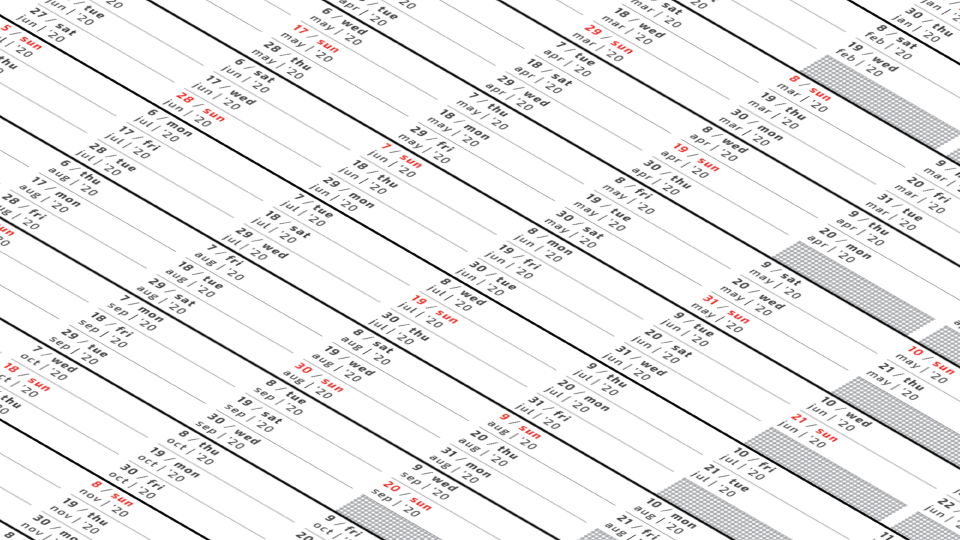 tue
jun | '20
27 / sat
jun | '20
5 / sun
'20
thu
tue
apr | '20
6 / wed
may | '20
17 / sun
may | '20
28 / thu
may | '20
6 / sat
jun | '20
17 / wed
jun | '20
28 / sun
jun | '20
6 / mon
jul | '20
17 / fri
jul | '20
28 / tue
jul | '20
6 / thu
aug | '20
17 / mon
aug | '20
28 / fri
'20
sun
'20
sat
mar | '20
18 / wed
mar | '20
29 / sun
mar | '20
7 / tue
apr | '20
18 / sat
apr | '20
29 / wed
apr | '20
7 / thu
may | '20
18 / mon
may | '20
29 / fri
may | '20
7 / sun
jun | '20
18 / thu
jun | '20
29 / mon
jun | '20
7 / tue
jul | '20
18 / sat
jul | '20
29 / wed
jul | '20
7 / fri
aug | '20
18 / tue
aug | '20
29 / sat
aug | '20
7 / mon
sep | '20
18 / fri
sep | '20
29 / tue
sep | '20
7 / wed
oct | '20
18 / sun
'20
thu
'20
jan | '20
30 / thu
jan | '20
8 / sat
feb | '20
19 / wed
feb | '20
8 / sun
mar | '20
19 / thu
mar | '20
30 / mon
mar | '20
8 / wed
apr | '20
19 / sun
apr | '20
30 / thu
apr | '20
8 / fri
may | '20
19 / tue
may | '20
30 / sat
may | '20
8 / mon
jun | '20
19 / fri
jun | '20
30 / tue
jun | '20
8 / wed
jul | '20
19 / sun
jul | '20
30 / thu
jul | '20
8 / sat
aug | '20
19 / wed
aug | '20
30 / sun
aug | '20
8 / tue
sep | '20
19 / sat
sep | '20
30 / wed
sep | '20
8 / thu
oct | '20
19 / mon
oct | '20
30 / fri
oct | '20
8 / sun
nov | '20
19 / thu
nov | '20
30 /
nov | '20
8
9 /
mar |
20 / fri
mar | '20
31 / tue
mar | '20
9 / thu
apr | '20
20 / mon
apr | '20
9 / sat
may | '20
20 / wed
may | '20
31 / sun
may | '20
9 / tue
jun | '20
20 / sat
jun | '20
31 / wed
jun | '20
9 / thu
jul | '20
20 / mon
jul | '20
31 / fri
jul | '20
9 / sun
aug | '20
20 / thu
aug | '20
31 / mon
aug | '20
9 / wed
sep | '20
20 / sun
sep | '20
9 / fri
oct | '20
20
10 / sun
may | '20
21 / thu
may | '20
10 / wed
jun | '20
21 / sun
jun | '20
10 / fri
jul | '20
21 / tue
jul | '20
10 / mon
aug | '20
21 / fri
aug | '20
22
jun |
11